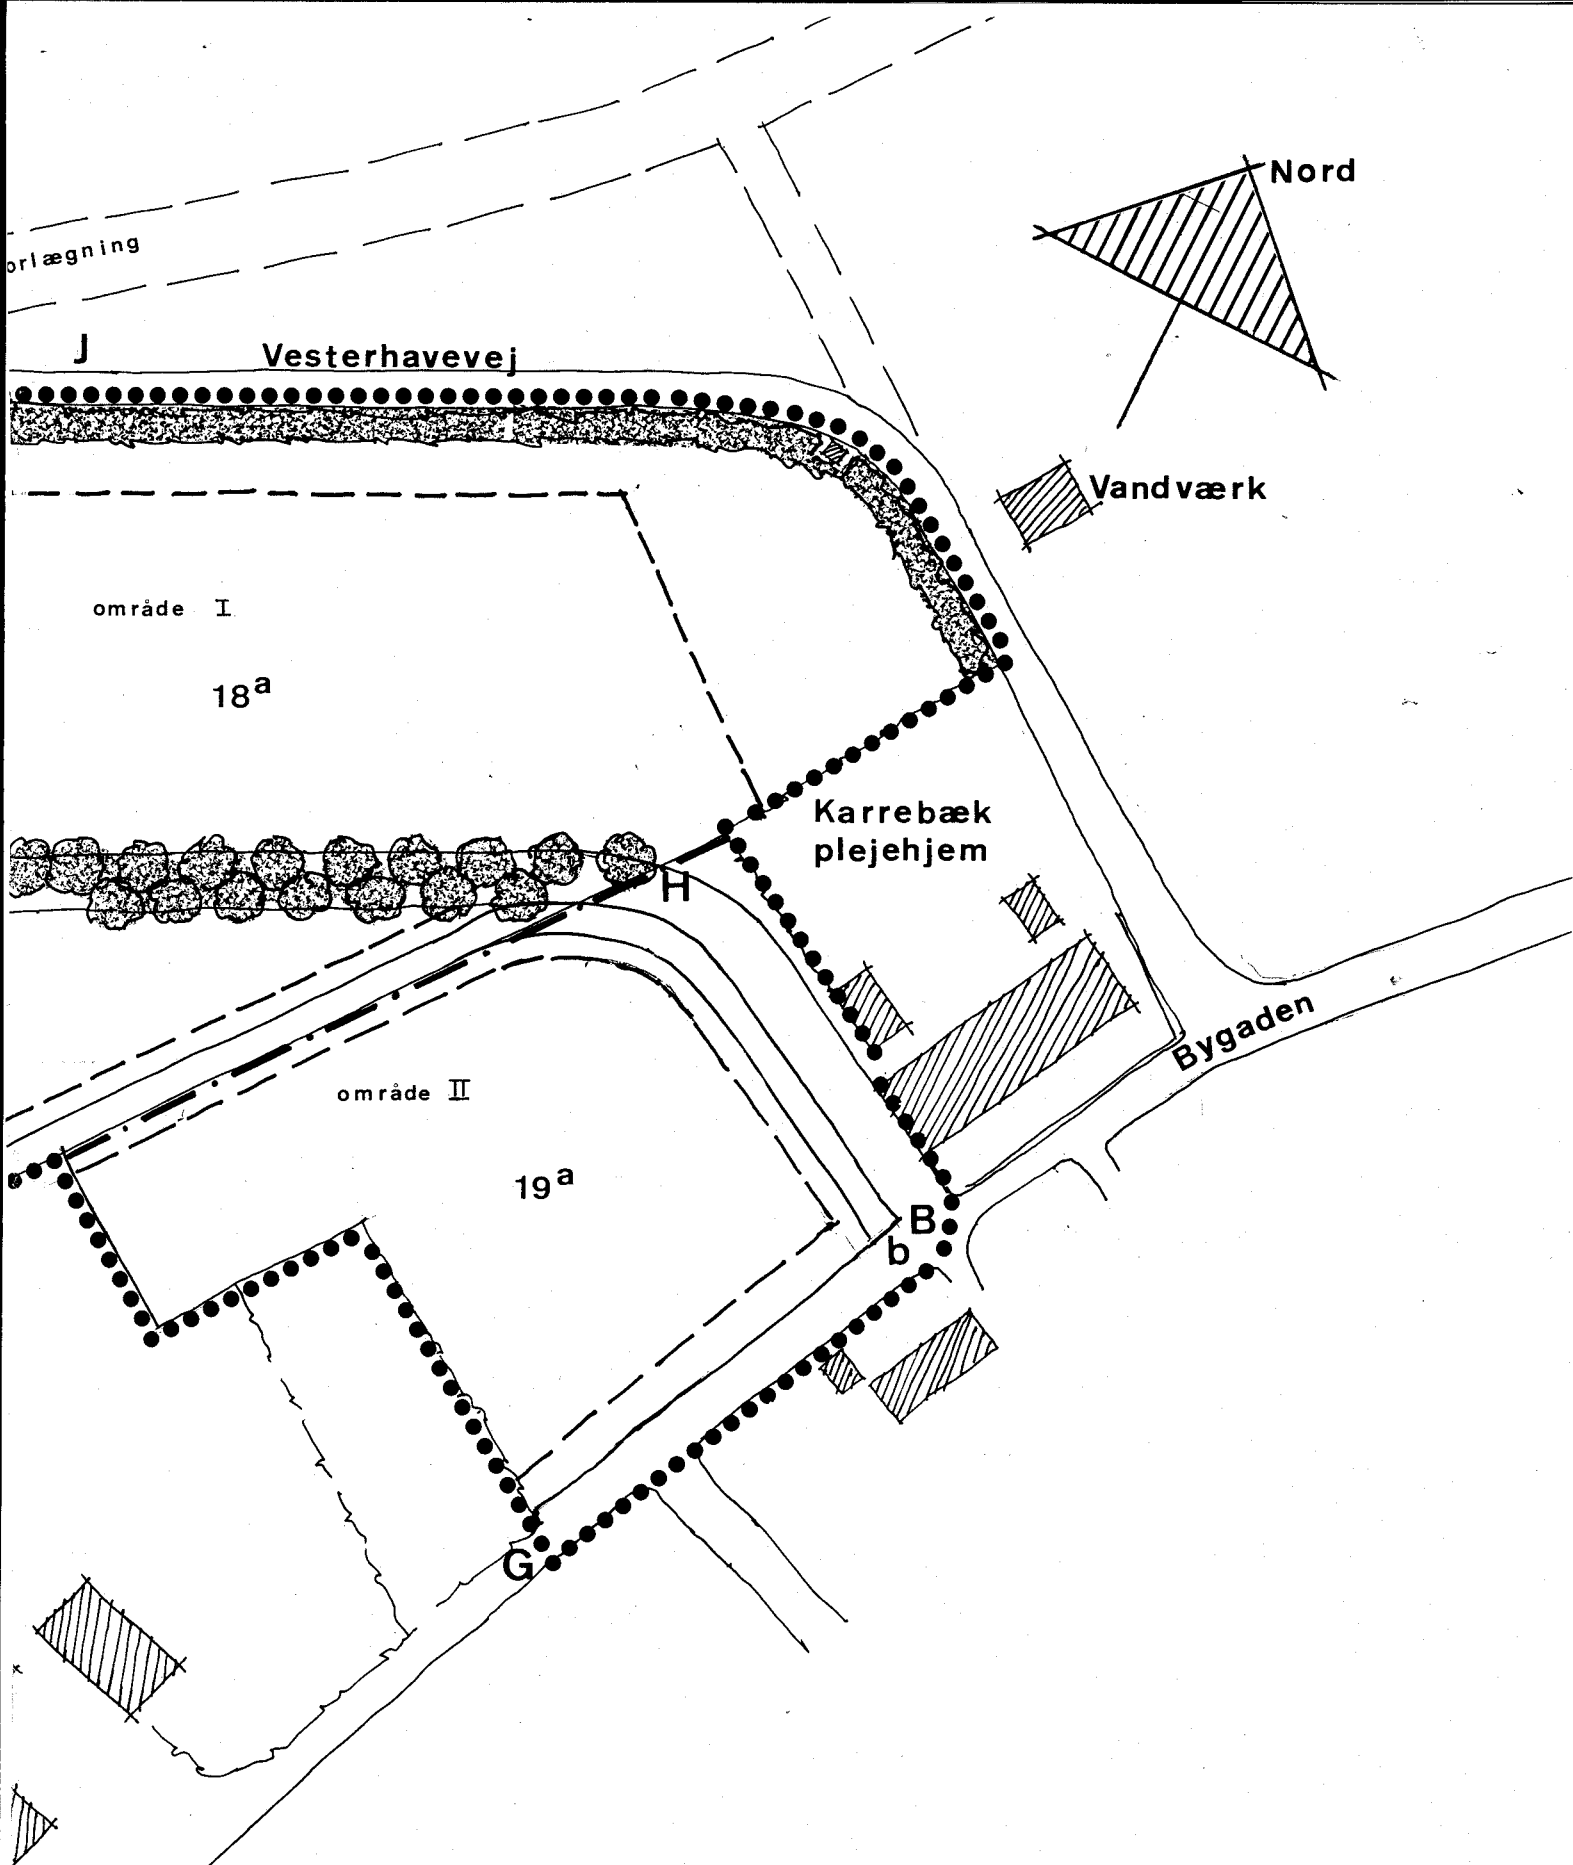 Nord
orlægning
J
Vesterhavevej
Vandværk
område I
18a
Karrebæk
plejehjem
H
Bygaden
område II
19a
B
b
G